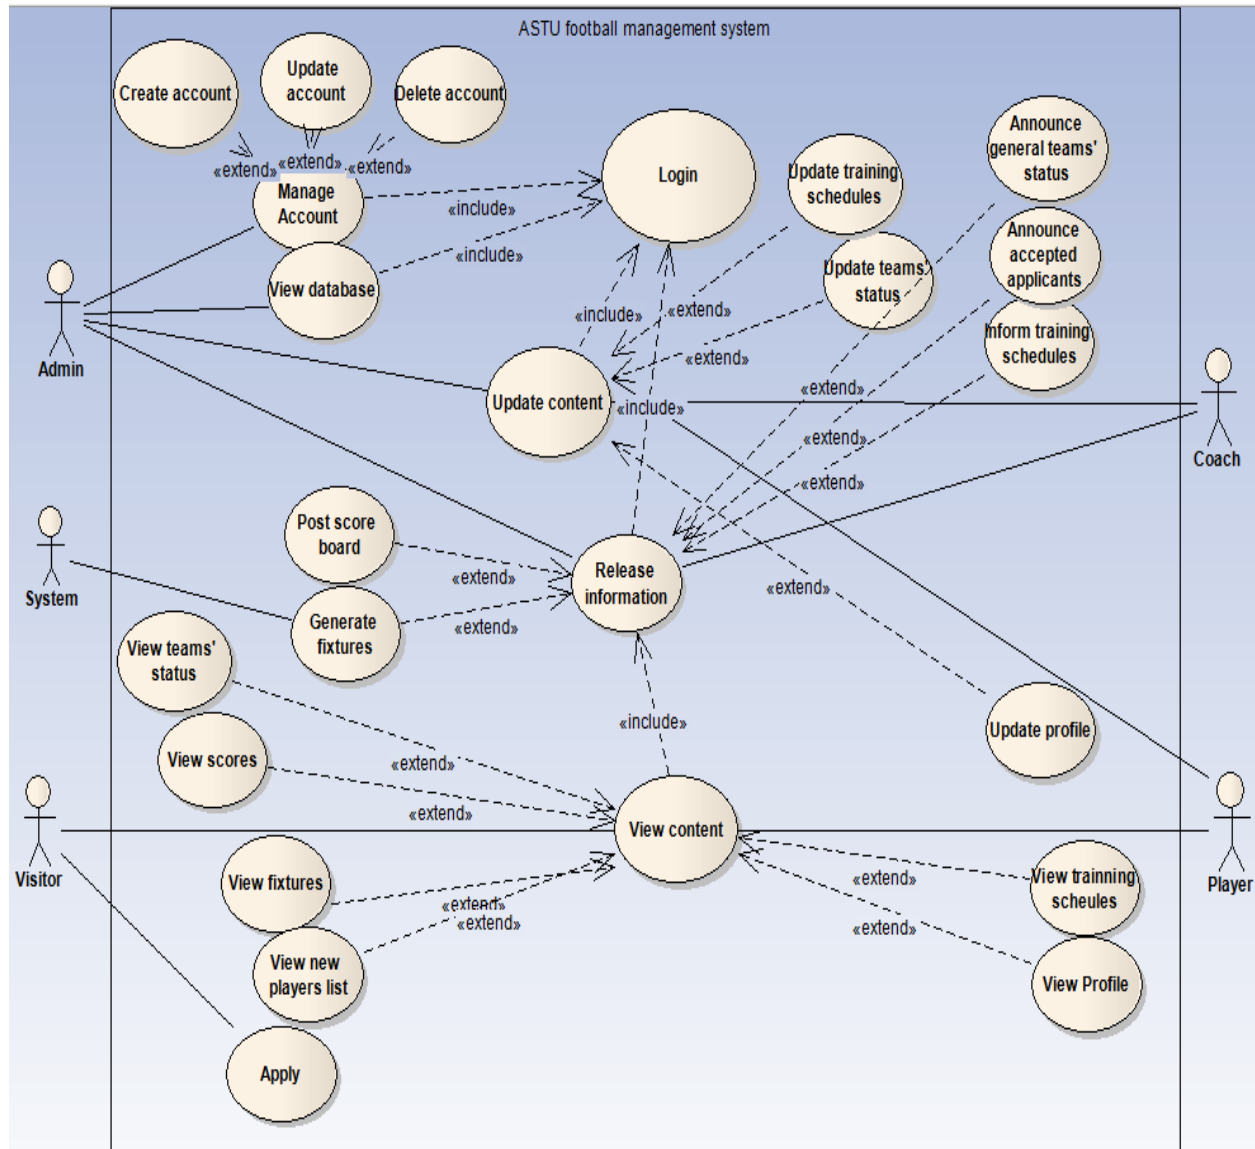 ASTU football management system
Create account
Update
account
Delete account
«extend»
«extend»
«extend»
Manage
Account
View database
«include»
«include»
Login
Update training
schedules
Update teams'
status
Announce
general teams'
status
Announce
accepted
applicants
Inform training
schedules
Admin
«include»
«extend»
«extend»
Update content
«include»
«extend»
«extend»
«extend»
Coach
System
Post score
board
«extend»
Generate
fixtures
«extend»
Release
information
«extend»
View teams'
status
View scores
«extend»
«extend»
«include»
Update profile
Visitor
View content
Player
View fixtures
«extend»
«extend»
View new
players list
«extend»
View trainning
scheules
«extend»
View Profile
Apply